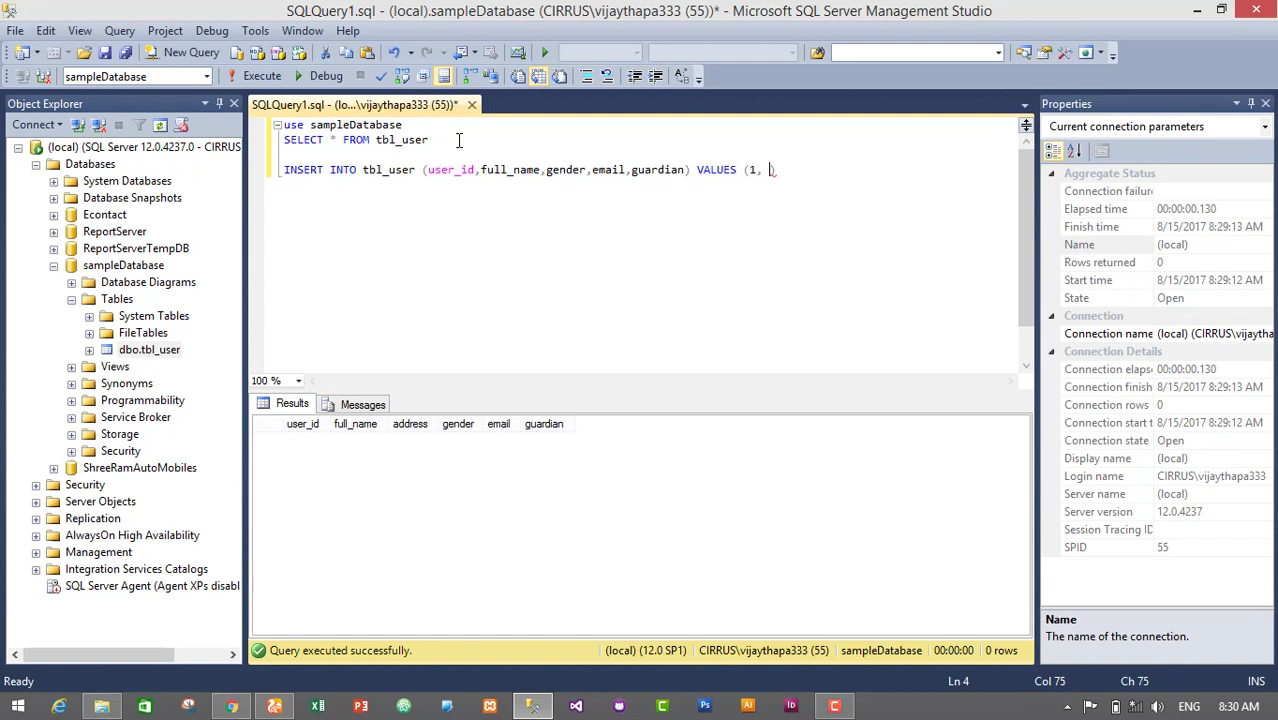 SQLQuery1.sql - (local).sampleDatabase (CIRRUS\vijaythapa333 (55))* - Microsoft SQL Server Management Studio
File Edit View Query Project Debug Tools Window Help
New Query
sampleDatabase Execute Debug
Object Explorer
Connect
(local) (SQL Server 12.0.4237.0 - CIRRUS
Databases
System Databases
Database Snapshots
Econtact
ReportServer
ReportServerTempDB
sampleDatabase
Database Diagrams
Tables
System Tables
FileTables
dbo.tbl_user
Views
Synonyms
Programmability
Service Broker
Storage
Security
ShreeRamAutoMobiles
Security
Server Objects
Replication
AlwaysOn High Availability
Management
Integration Services Catalogs
SQL Server Agent (Agent XPs disabl
SQLQuery1.sql - (lo...\vijaythapa333 (55))*
use sampleDatabase
SELECT * FROM tbl_user
INSERT INTO tbl_user (user_id,full_name,gender,email,guardian) VALUES (1, )
100 %
Results Messages
user_id full_name address gender email guardian
Query executed successfully. (local) (12.0 SP1) CIRRUS\vijaythapa333 (55) sampleDatabase 00:00:00 0 rows
Properties
Current connection parameters
Aggregate Status
Connection failure
Elapsed time 00:00:00.130
Finish time 8/15/2017 8:29:13 AM
Name (local)
Rows returned 0
Start time 8/15/2017 8:29:12 AM
State Open
Connection
Connection name (local) (CIRRUS\vijaytha
Connection Details
Connection elapse 00:00:00.130
Connection finish 8/15/2017 8:29:13 AM
Connection rows 0
Connection start t 8/15/2017 8:29:12 AM
Connection state Open
Display name (local)
Login name CIRRUS\vijaythapa333
Server name (local)
Server version 12.0.4237
Session Tracing ID
SPID 55
Name
The name of the connection.
Ready Ln 4 Col 75 Ch 75 INS
8:30 AM